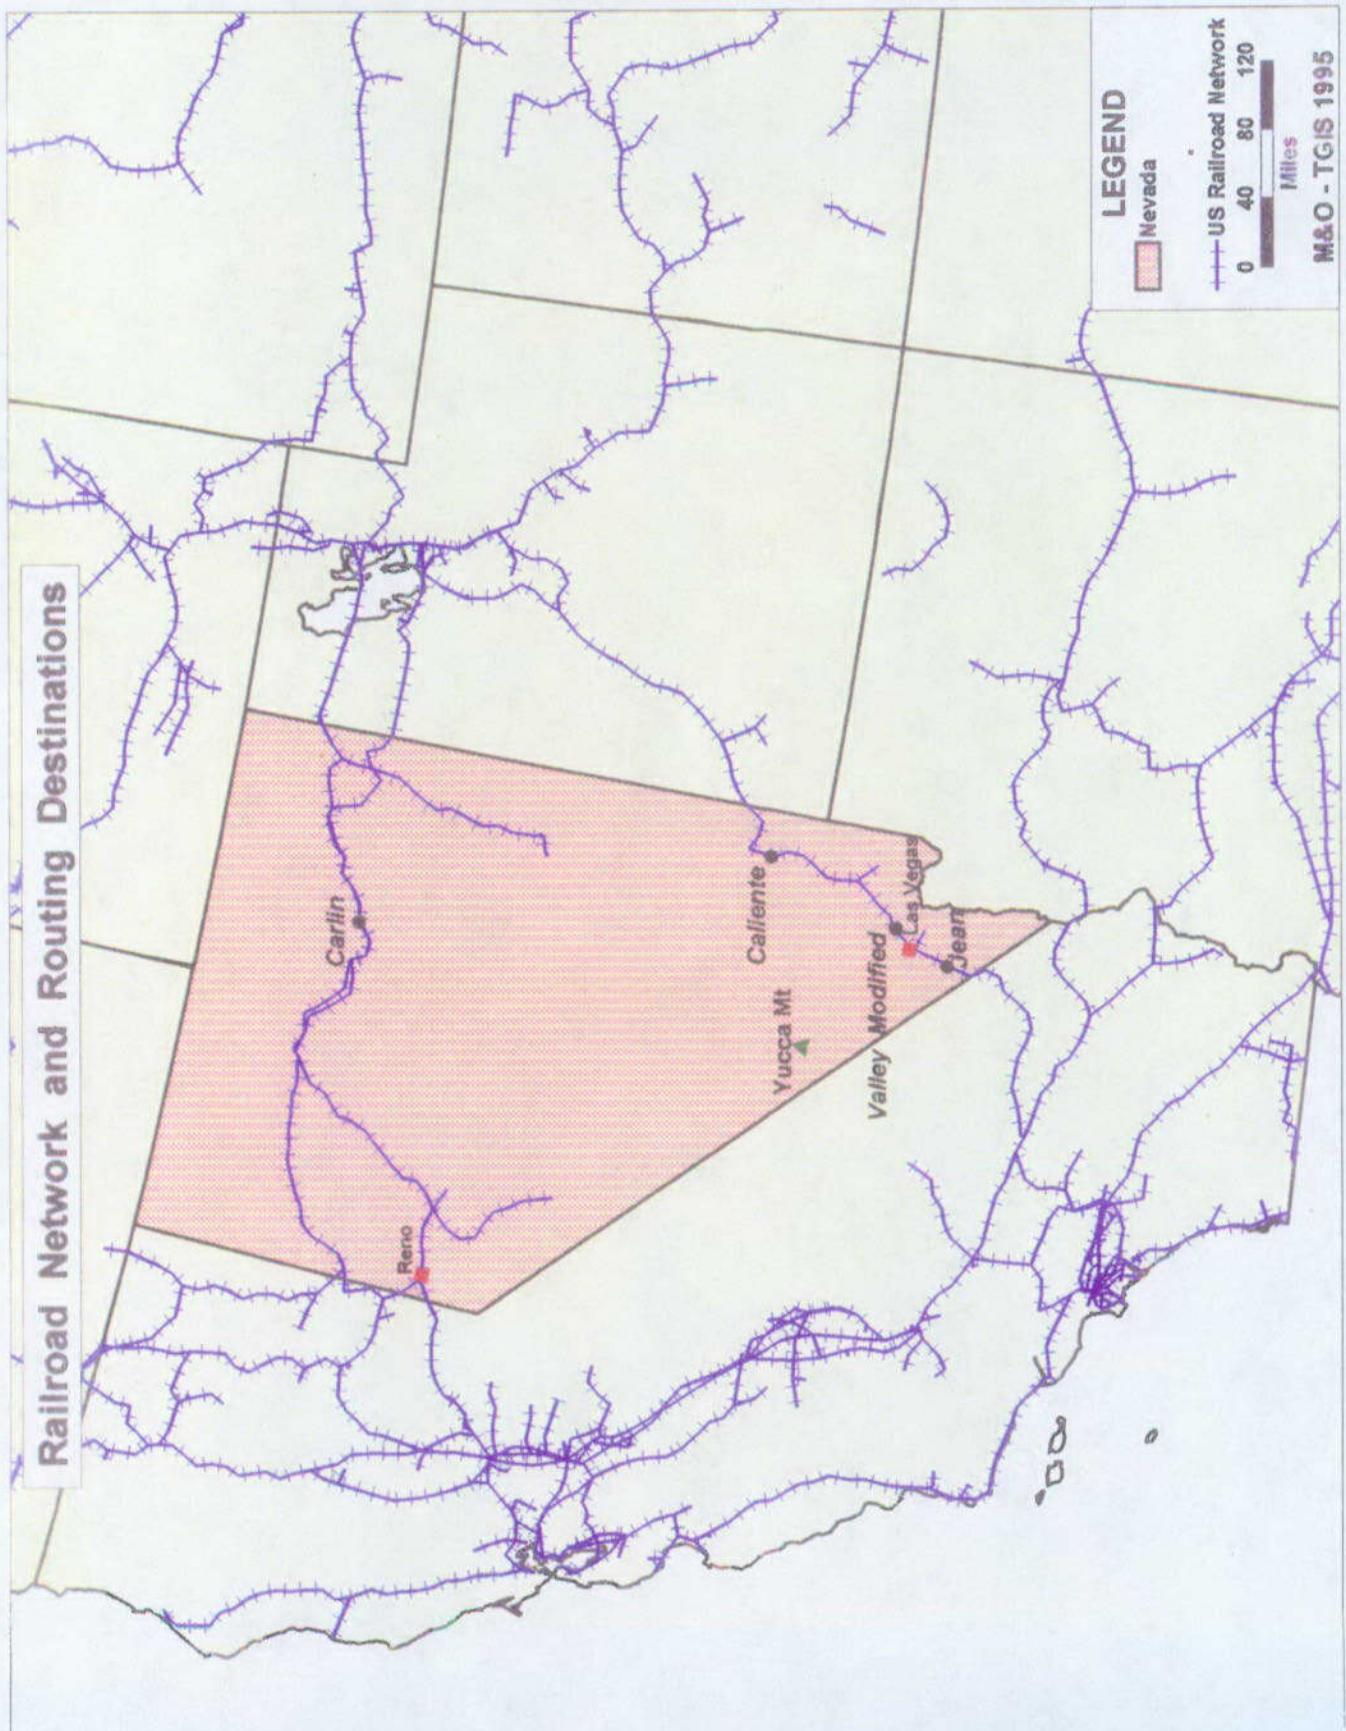 Railroad Network and Routing Destinations
Carlin
Reno
Caliente
Yucca Mt
Valley Modified
Las Vegas
Jean
LEGEND
Nevada
US Railroad Network
0 40 80 120
Miles
M&O - TGIS 1995